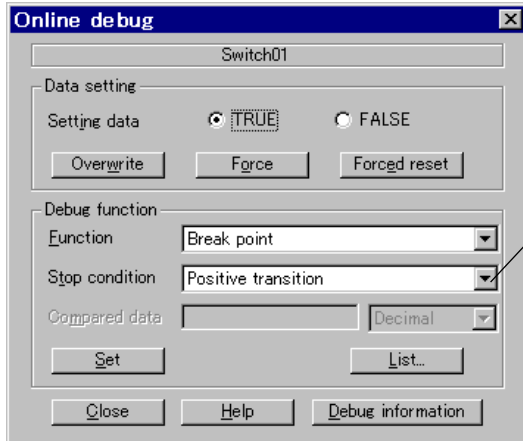 Online debug
Switch01
Data setting
Setting data TRUE FALSE
Overwrite Force Forced reset
Debug function
Function Break point
Stop condition Positive transition
Compared data Decimal
Set List...
Close Help Debug information